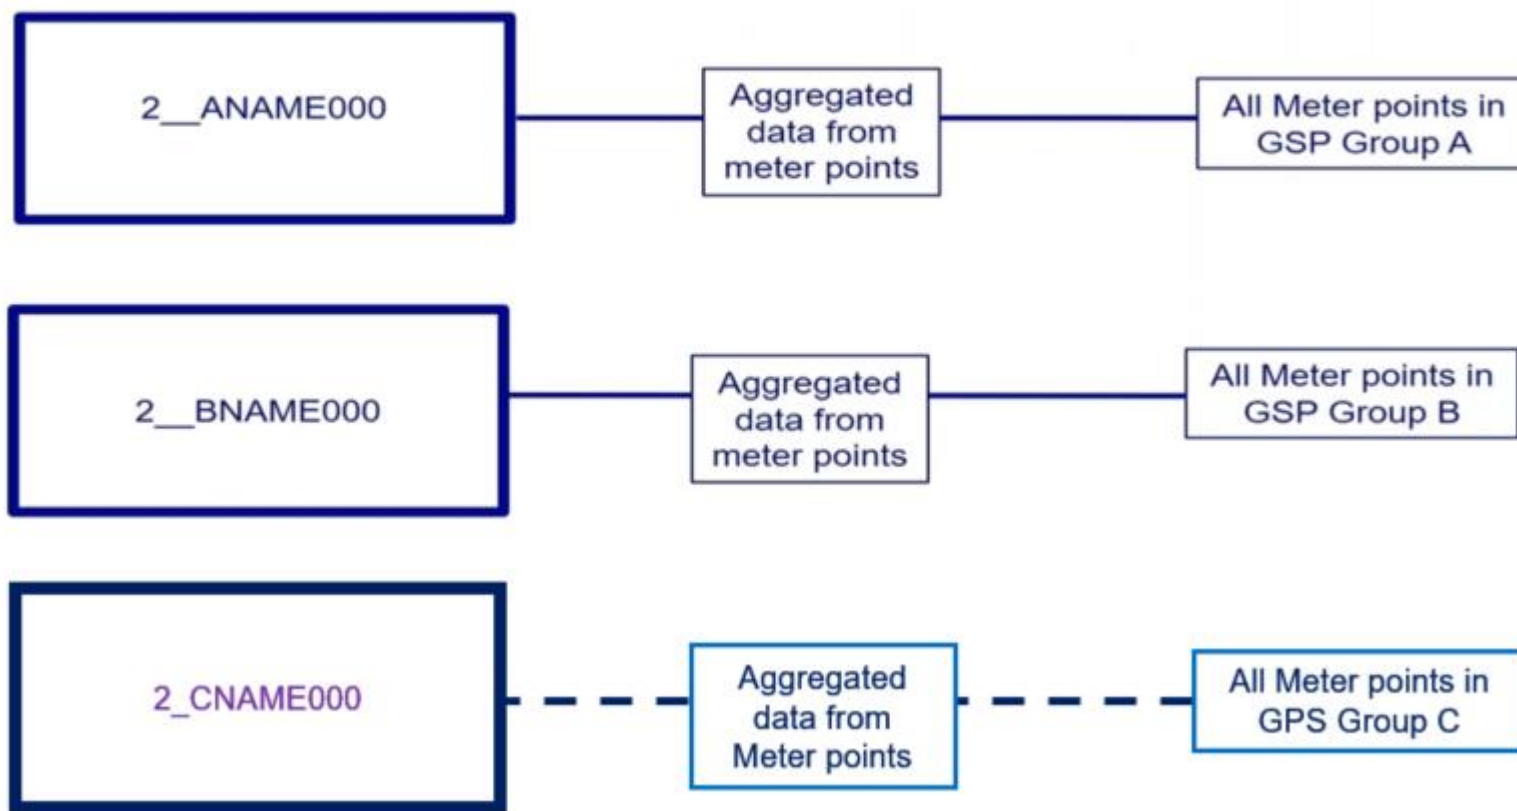 2__ANAME000
Aggregated
data from
meter points
All Meter points in
GSP Group A
2__BNAME000
Aggregated
data from
meter points
All Meter points in
GSP Group B
2_CNAME000
Aggregated
data from
Meter points
All Meter points in
GPS Group C